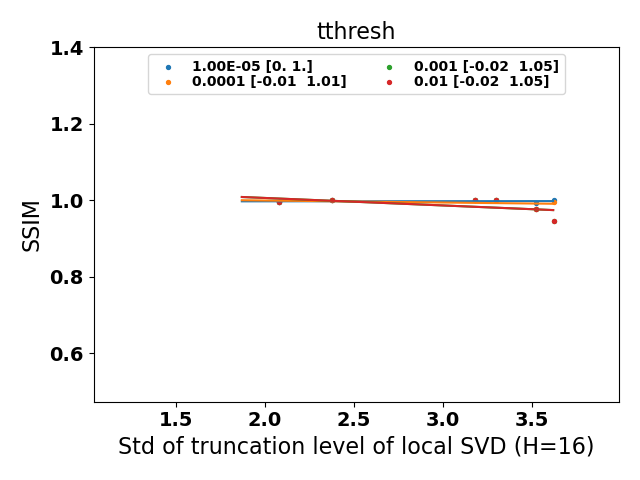 tthresh
1.00E-05 [0. 1.]
0.0001 [-0.01  1.01]
0.001 [-0.02  1.05]
0.01 [-0.02  1.05]
SSIM
1.4
1.2
1.0
0.8
0.6
1.5 2.0 2.5 3.0 3.5
Std of truncation level of local SVD (H=16)